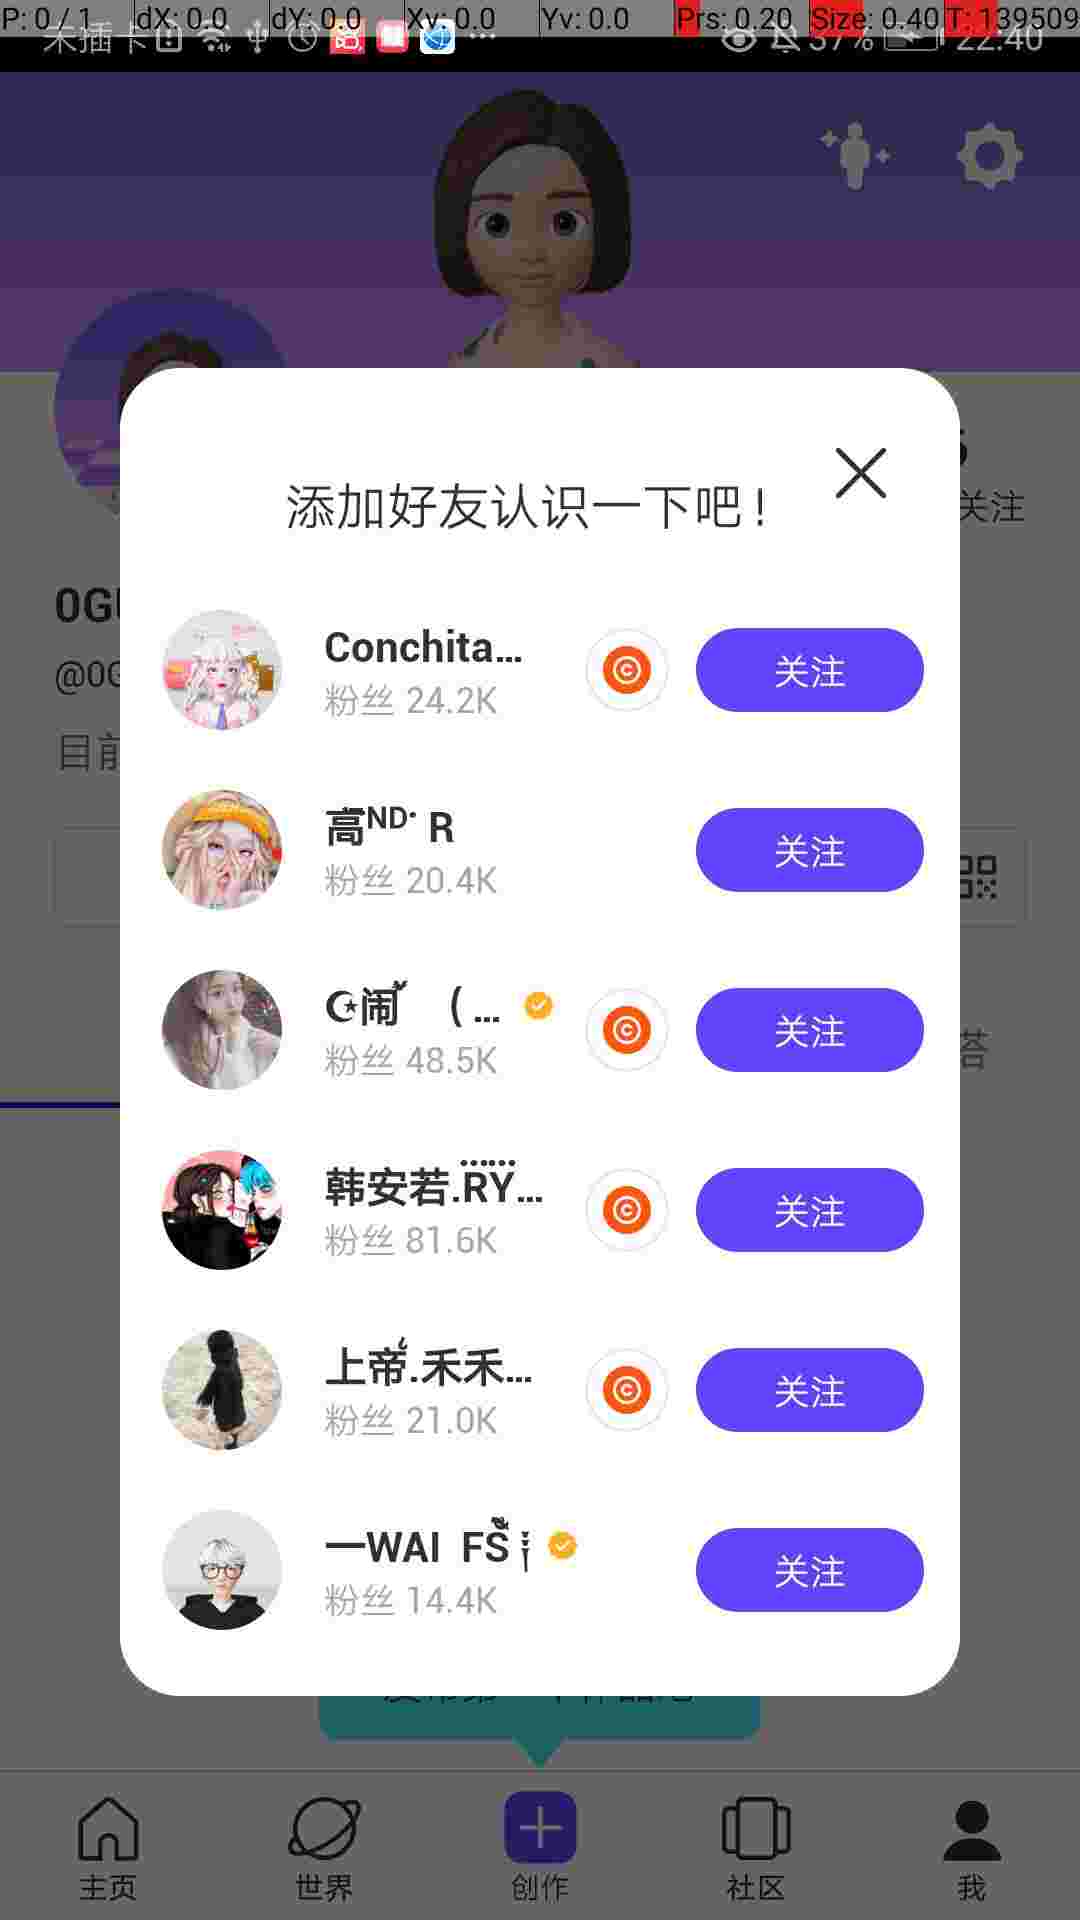 P: 0 / 1 dX: 0.0 dY: 0.0 Xv: 0.0 Yv: 0.0 Prs: 0.20 Size: 0.40 T: 139509
未插卡 37% 22:40
添加好友认识一下吧！
关注
0G
@0G
目前
Conchita...
粉丝 24.2K
关注
高ᴺᴰ· R
粉丝 20.4K
关注
☪闹 ( ...
粉丝 48.5K
关注
韩安若.RY...
粉丝 81.6K
关注
上帝.禾禾...
粉丝 21.0K
关注
一WAI FS
粉丝 14.4K
关注
主页 世界 创作 社区 我